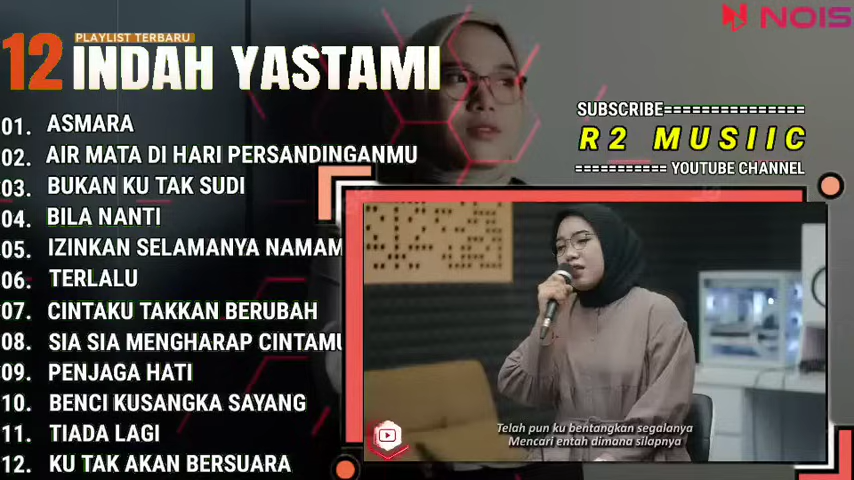 PLAYLIST TERBARU
12 INDAH YASTAMI
NOIS
SUBSCRIBE===============
R2 MUSIIC
=========== YOUTUBE CHANNEL
01. ASMARA
02. AIR MATA DI HARI PERSANDINGANMU
03. BUKAN KU TAK SUDI
04. BILA NANTI
05. IZINKAN SELAMANYA NAMAM
06. TERLALU
07. CINTAKU TAKKAN BERUBAH
08. SIA SIA MENGHARAP CINTAMU
09. PENJAGA HATI
10. BENCI KUSANGKA SAYANG
11. TIADA LAGI
12. KU TAK AKAN BERSUARA
Telah pun ku bentangkan segalanya
Mencari entah dimana silapnya